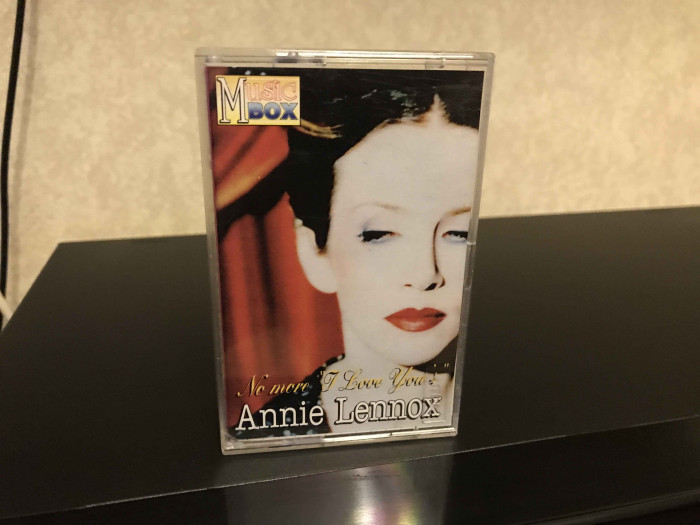 Music
BOX
No more "I Love You's"
Annie Lennox